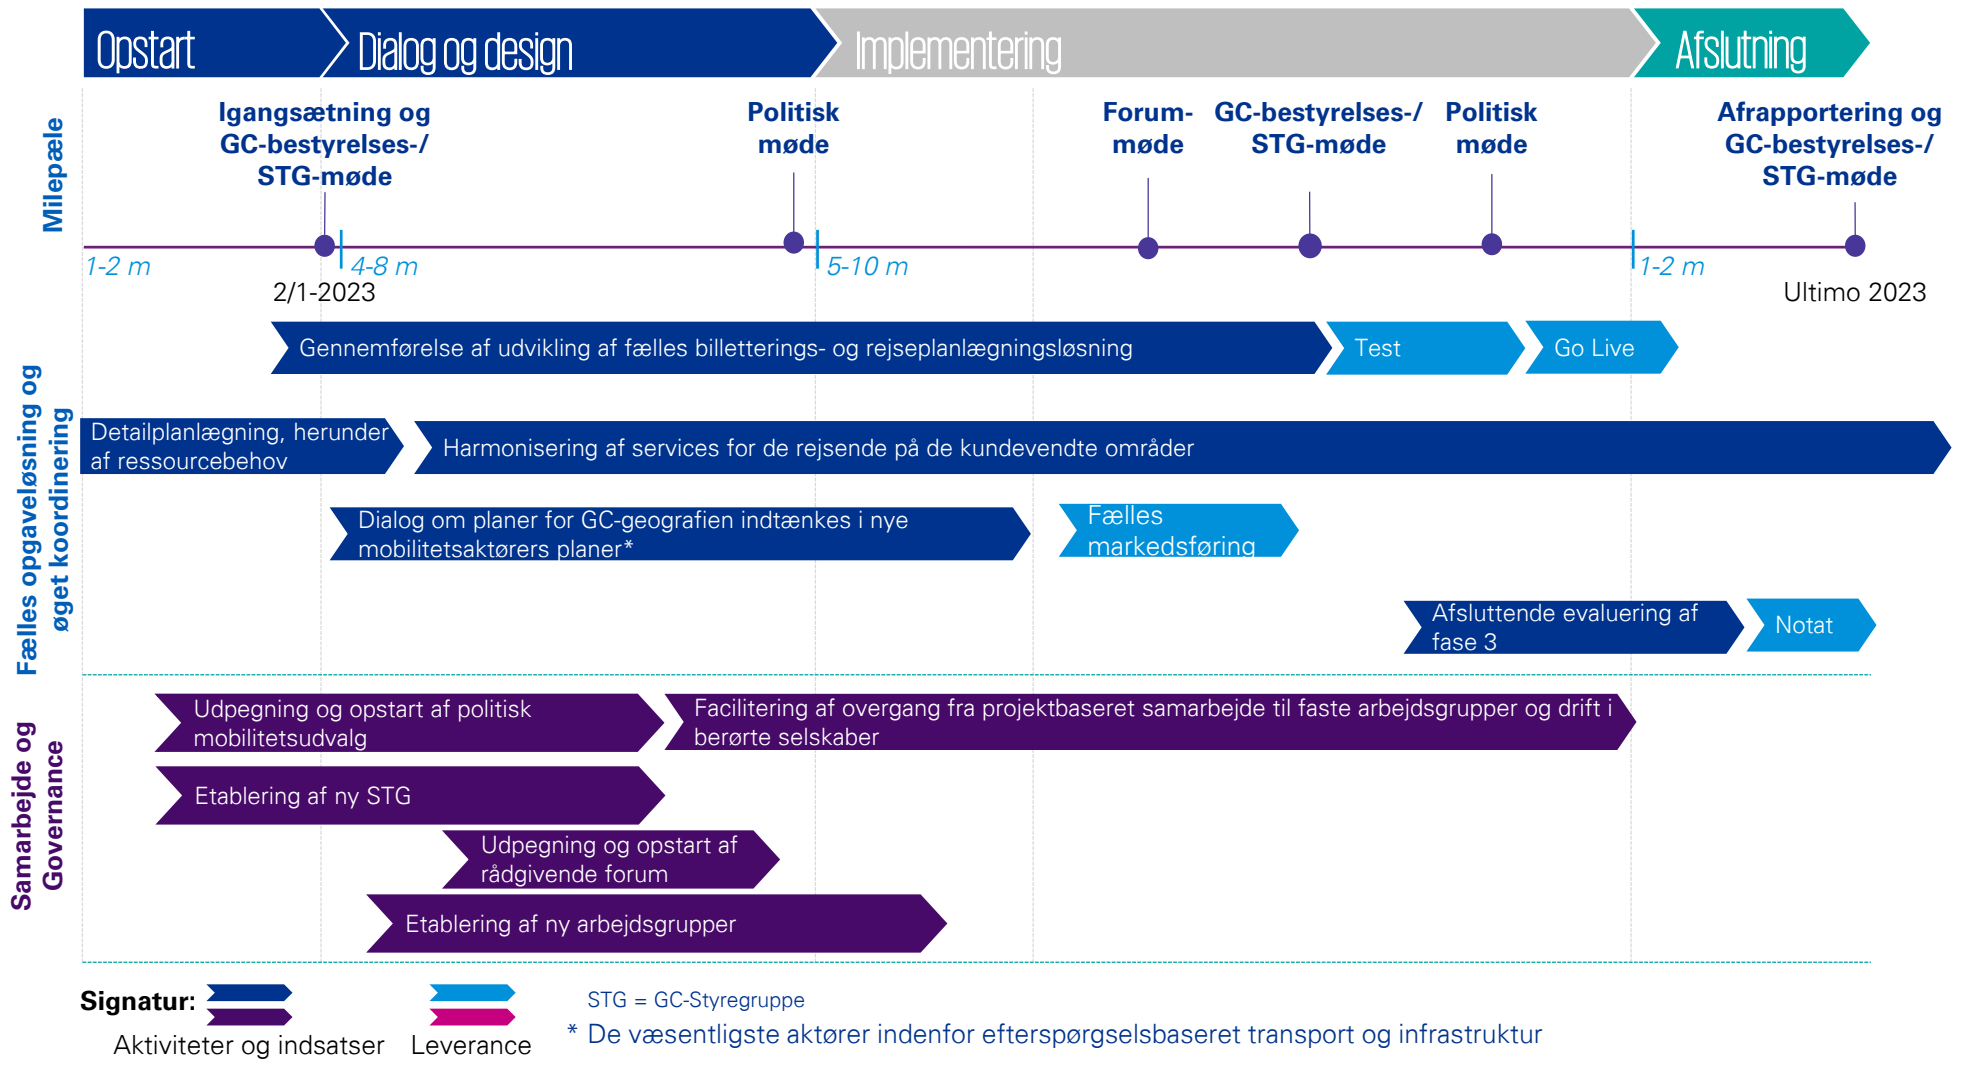 Opstart
Dialog og design
Implementering
Afslutning
Milepæle
Igangsætning og
GC-bestyrelses-/
STG-møde
Politisk
møde
Forum-
møde
GC-bestyrelses-/
STG-møde
Politisk
møde
Afrapportering og
GC-bestyrelses-/
STG-møde
1-2 m
4-8 m
5-10 m
1-2 m
2/1-2023
Ultimo 2023
Fælles opgaveløsning og
øget koordinering
Gennemførelse af udvikling af fælles billetterings- og rejseplanlægningsløsning
Test
Go Live
Detailplanlægning, herunder
af ressourcebehov
Harmonisering af services for de rejsende på de kundevendte områder
Dialog om planer for GC-geografien indtænkes i nye
mobilitetsaktørers planer*
Fælles
markedsføring
Afsluttende evaluering af
fase 3
Notat
Samarbejde og
Governance
Udpegning og opstart af politisk
mobilitetsudvalg
Facilitering af overgang fra projektbaseret samarbejde til faste arbejdsgrupper og drift i
berørte selskaber
Etablering af ny STG
Udpegning og opstart af
rådgivende forum
Etablering af ny arbejdsgrupper
Signatur:
Aktiviteter og indsatser
Leverance
STG = GC-Styregruppe
* De væsentligste aktører indenfor efterspørgselsbaseret transport og infrastruktur